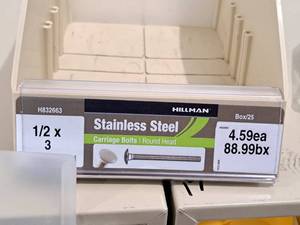 H832663
HILLMAN
Box/25
1/2 x
3
Stainless Steel
Carriage Bolts | Round Head
4.59ea
88.99bx